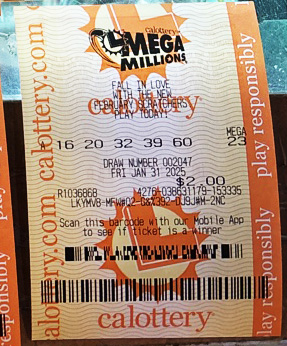 calottery
MEGA
MILLIONS
FALL IN LOVE
WITH THE NEW
FEBRUARY SCRATCHERS
PLAY TODAY!
calottery
16 20 32 39 60
MEGA
23
DRAW NUMBER 002047
FRI JAN 31 2025
$2.00
R1036868
Scan this barcode with our Mobile App
to see if ticket is a winner
calottery
calottery.com
calottery.com
play responsibly
play responsibly